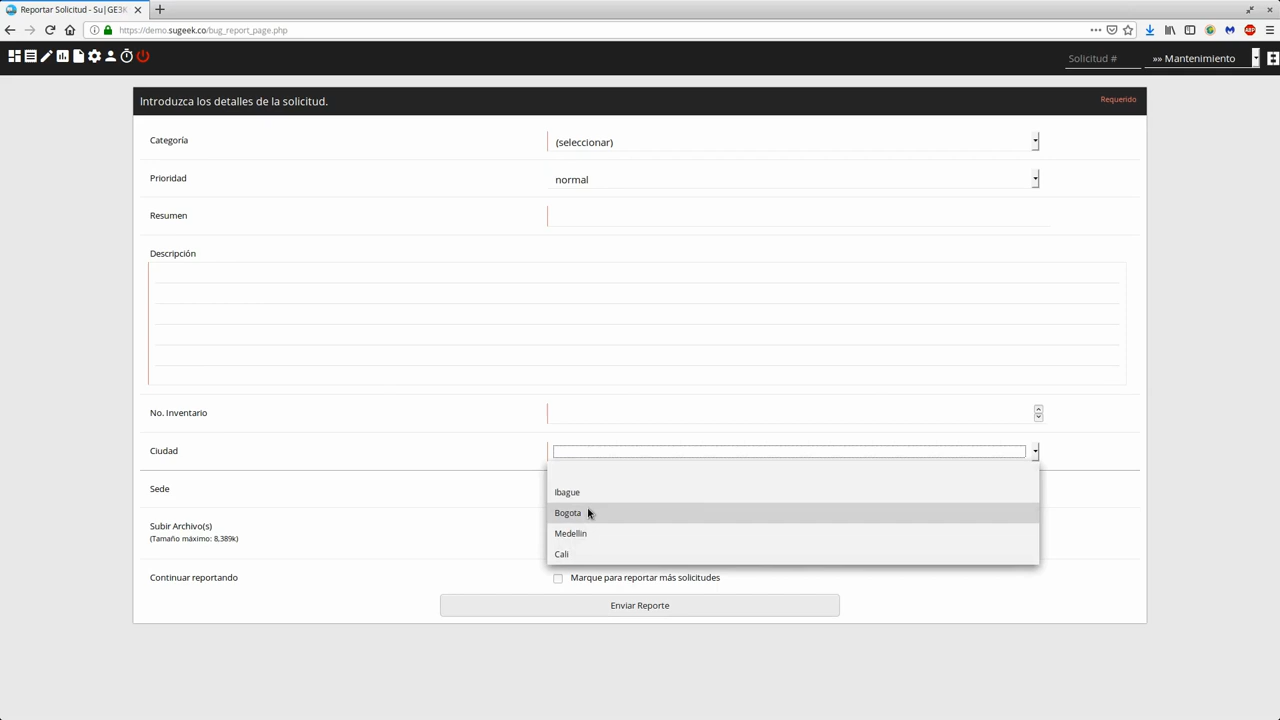 Reportar Solicitud - Su|GE3K
https://demo.sugeek.co/bug_report_page.php
Solicitud #
»» Mantenimiento
Introduzca los detalles de la solicitud.
Requerido
Categoría
(seleccionar)
Prioridad
normal
Resumen
Descripción
No. Inventario
Ciudad
Ibague
Bogota
Medellin
Cali
Sede
Subir Archivo(s)
(Tamaño máximo: 8,389k)
Continuar reportando
Marque para reportar más solicitudes
Enviar Reporte